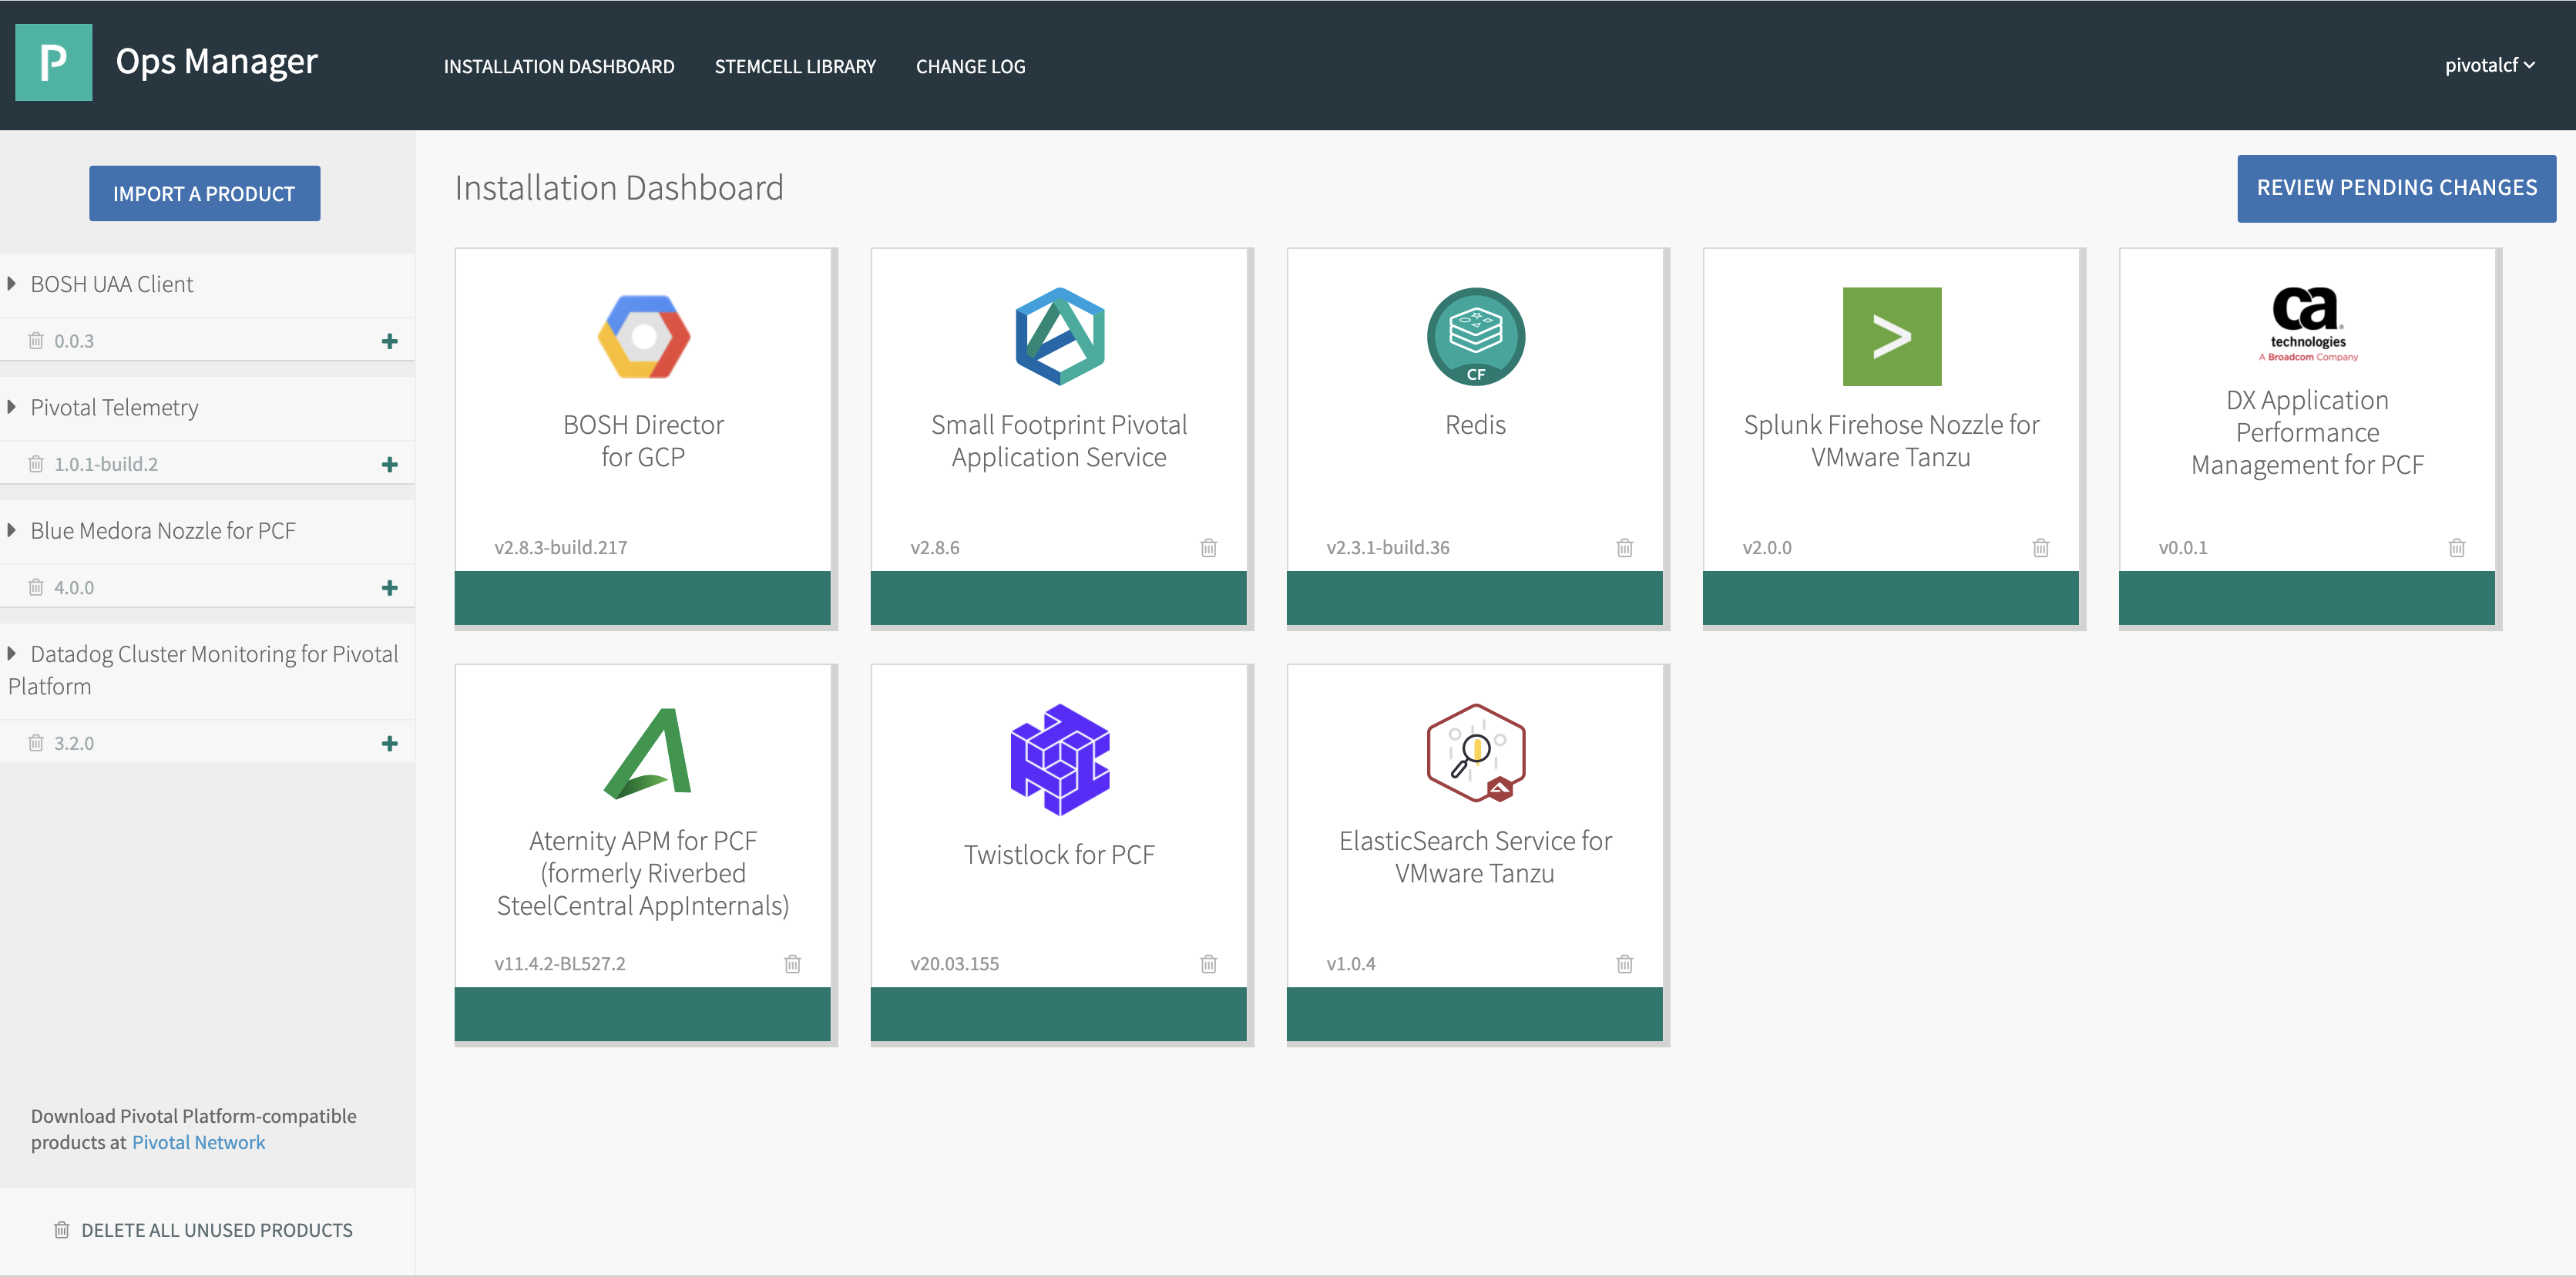 P
Ops Manager
INSTALLATION DASHBOARD
STEMCELL LIBRARY
CHANGE LOG
pivotalcf
IMPORT A PRODUCT
BOSH UAA Client
0.0.3
Pivotal Telemetry
1.0.1-build.2
Blue Medora Nozzle for PCF
4.0.0
Datadog Cluster Monitoring for Pivotal
Platform
3.2.0
Download Pivotal Platform-compatible
products at Pivotal Network
DELETE ALL UNUSED PRODUCTS
Installation Dashboard
REVIEW PENDING CHANGES
BOSH Director
for GCP
v2.8.3-build.217
Small Footprint Pivotal
Application Service
v2.8.6
CF
Redis
v2.3.1-build.36
>
Splunk Firehose Nozzle for
VMware Tanzu
v2.0.0
ca
technologies
A Broadcom Company
DX Application
Performance
Management for PCF
v0.0.1
Aternity APM for PCF
(formerly Riverbed
SteelCentral AppInternals)
v11.4.2-BL527.2
Twistlock for PCF
v20.03.155
ElasticSearch Service for
VMware Tanzu
v1.0.4